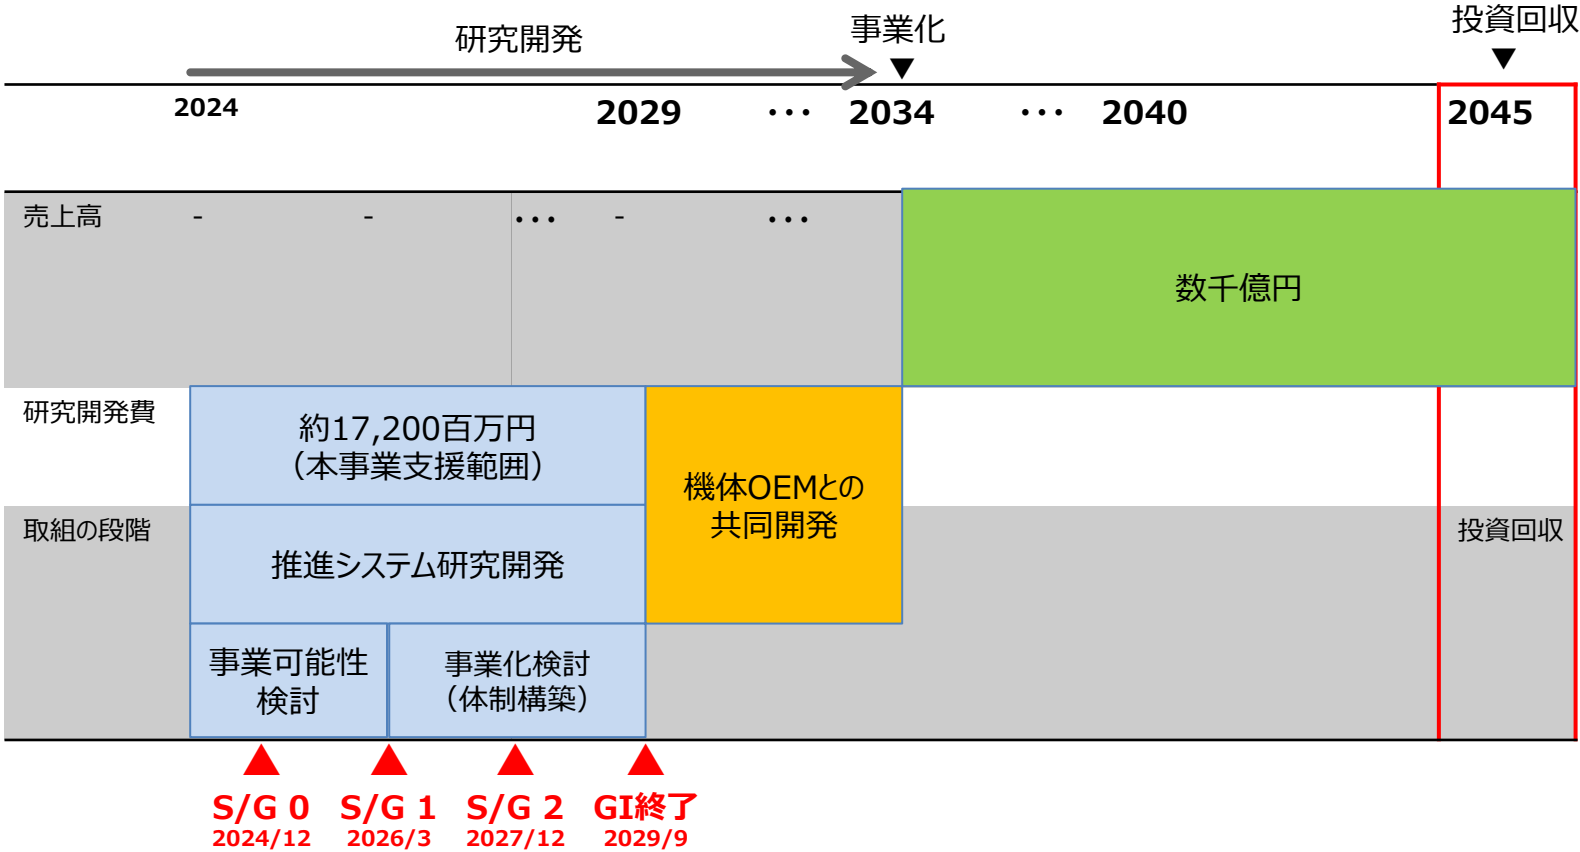 研究開発
事業化
投資回収
▼
▼
2024
2029
･･･
2034
･･･
2040
2045
売上高
-
-
･･･
-
･･･
数千億円
研究開発費
約17,200百万円
（本事業支援範囲）
機体OEMとの
共同開発
取組の段階
推進システム研究開発
投資回収
事業可能性
検討
事業化検討
（体制構築）
S/G 0
2024/12
S/G 1
2026/3
S/G 2
2027/12
GI終了
2029/9